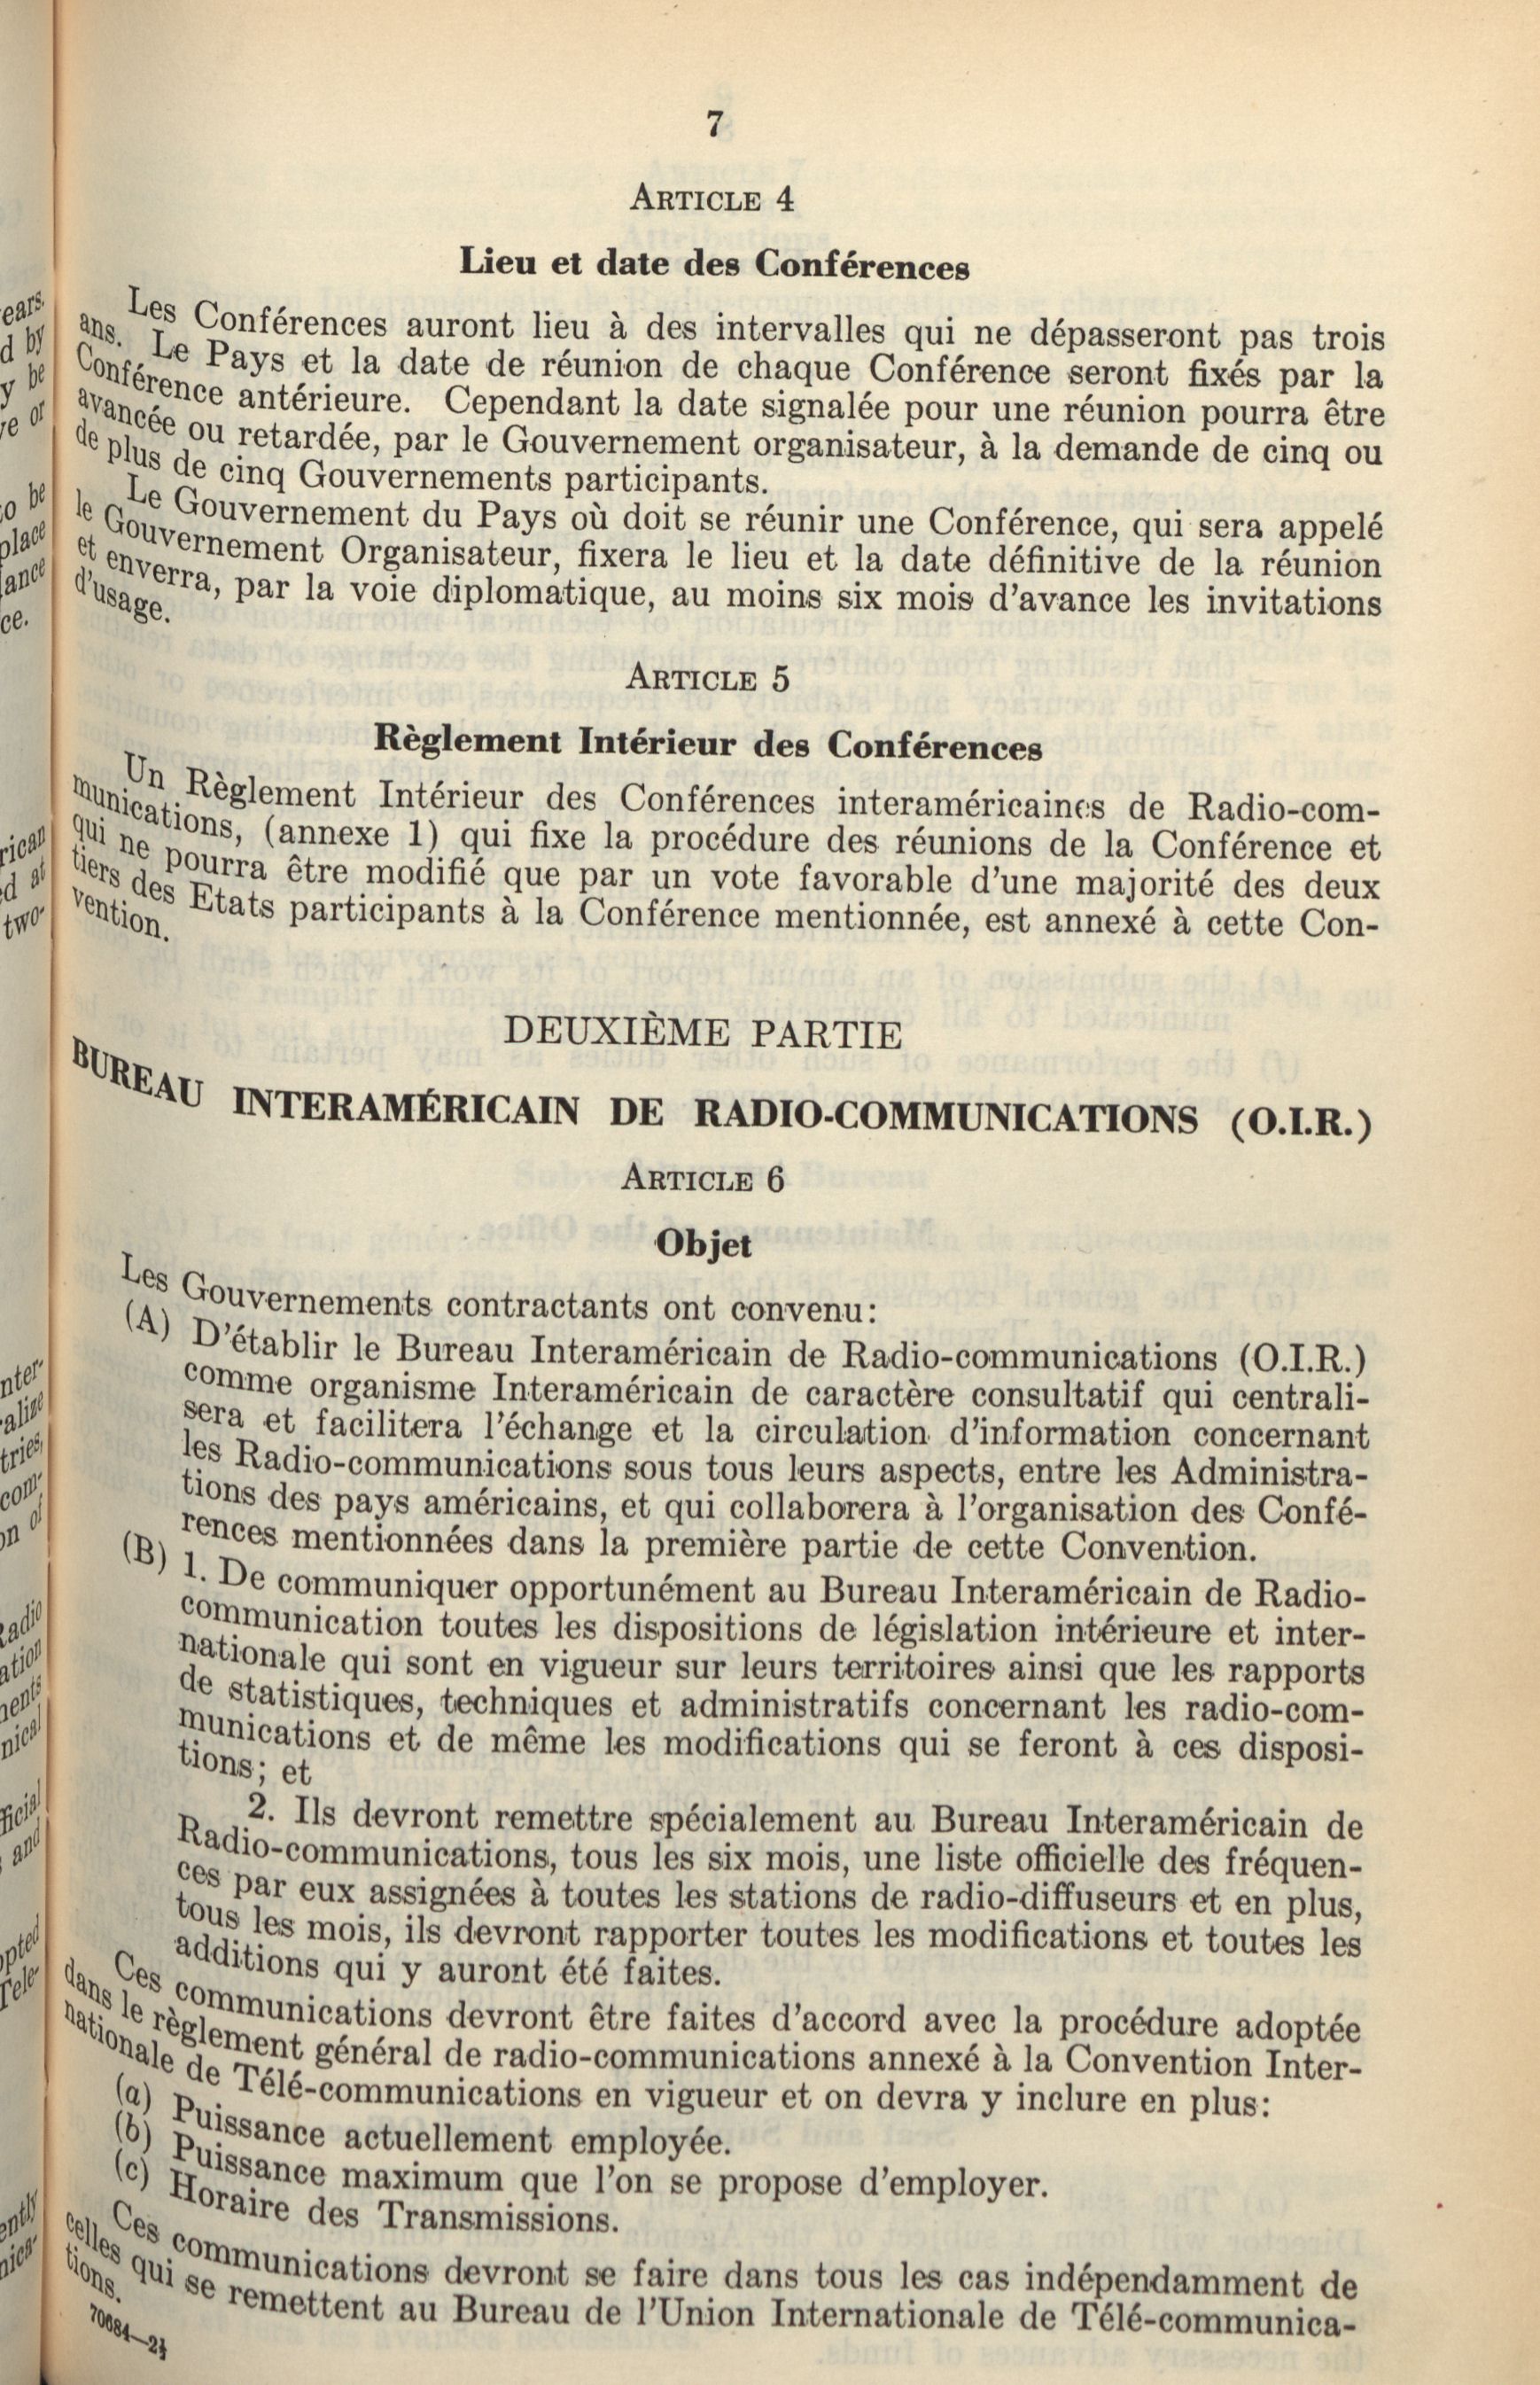 7
ARTICLE 4
Lieu et date des Conférences
Les Conférences auront lieu à des intervalles qui ne dépasseront pas trois
ans. Le Pays et la date de réunion de chaque Conférence seront fixés par la
Conférence antérieure. Cependant la date signalée pour une réunion pourra être
avancée ou retardée, par le Gouvernement organisateur, à la demande de cinq ou
de plus de cinq Gouvernements participants.
Le Gouvernement du Pays où doit se réunir une Conférence, qui sera appelé
le Gouvernement Organisateur, fixera le lieu et la date définitive de la réunion
et enverra, par la voie diplomatique, au moins six mois d'avance les invitations
d'usage.
ARTICLE 5
Règlement Intérieur des Conférences
Un Règlement Intérieur des Conférences interaméricaines de Radio-com-
munications, (annexe 1) qui fixe la procédure des réunions de la Conférence et
qui ne pourra être modifié que par un vote favorable d'une majorité des deux
tiers des Etats participants à la Conférence mentionnée, est annexé à cette Con-
vention.
DEUXIÈME PARTIE
BUREAU INTERAMÉRICAIN DE RADIO-COMMUNICATIONS (O.I.R.)
ARTICLE 6
Objet
Les Gouvernements contractants ont convenu:
(A) D'établir le Bureau Interaméricain de Radio-communications (O.I.R.)
comme organisme Interaméricain de caractère consultatif qui centrali-
sera et facilitera l'échange et la circulation d'information concernant
les Radio-communications sous tous leurs aspects, entre les Administra-
tions des pays américains, et qui collaborera à l'organisation des Confé-
rences mentionnées dans la première partie de cette Convention.
(B) 1. De communiquer opportunément au Bureau Interaméricain de Radio-
communication toutes les dispositions de législation intérieure et inter-
nationale qui sont en vigueur sur leurs territoires ainsi que les rapports
de statistiques, techniques et administratifs concernant les radio-com-
munications et de même les modifications qui se feront à ces disposi-
tions; et
2. Ils devront remettre spécialement au Bureau Interaméricain de
Radio-communications, tous les six mois, une liste officielle des fréquen-
ces par eux assignées à toutes les stations de radio-diffuseurs et en plus,
tous les mois, ils devront rapporter toutes les modifications et toutes les
additions qui y auront été faites.
Ces communications devront être faites d'accord avec la procédure adoptée
dans le règlement général de radio-communications annexé à la Convention Inter-
nationale de Télé-communications en vigueur et on devra y inclure en plus:
(a) Puissance actuellement employée.
(b) Puissance maximum que l'on se propose d'employer.
(c) Horaire des Transmissions.
Ces communications devront se faire dans tous les cas indépendamment de
celles qui se remettent au Bureau de l'Union Internationale de Télé-communica-
tions.
70684—2½